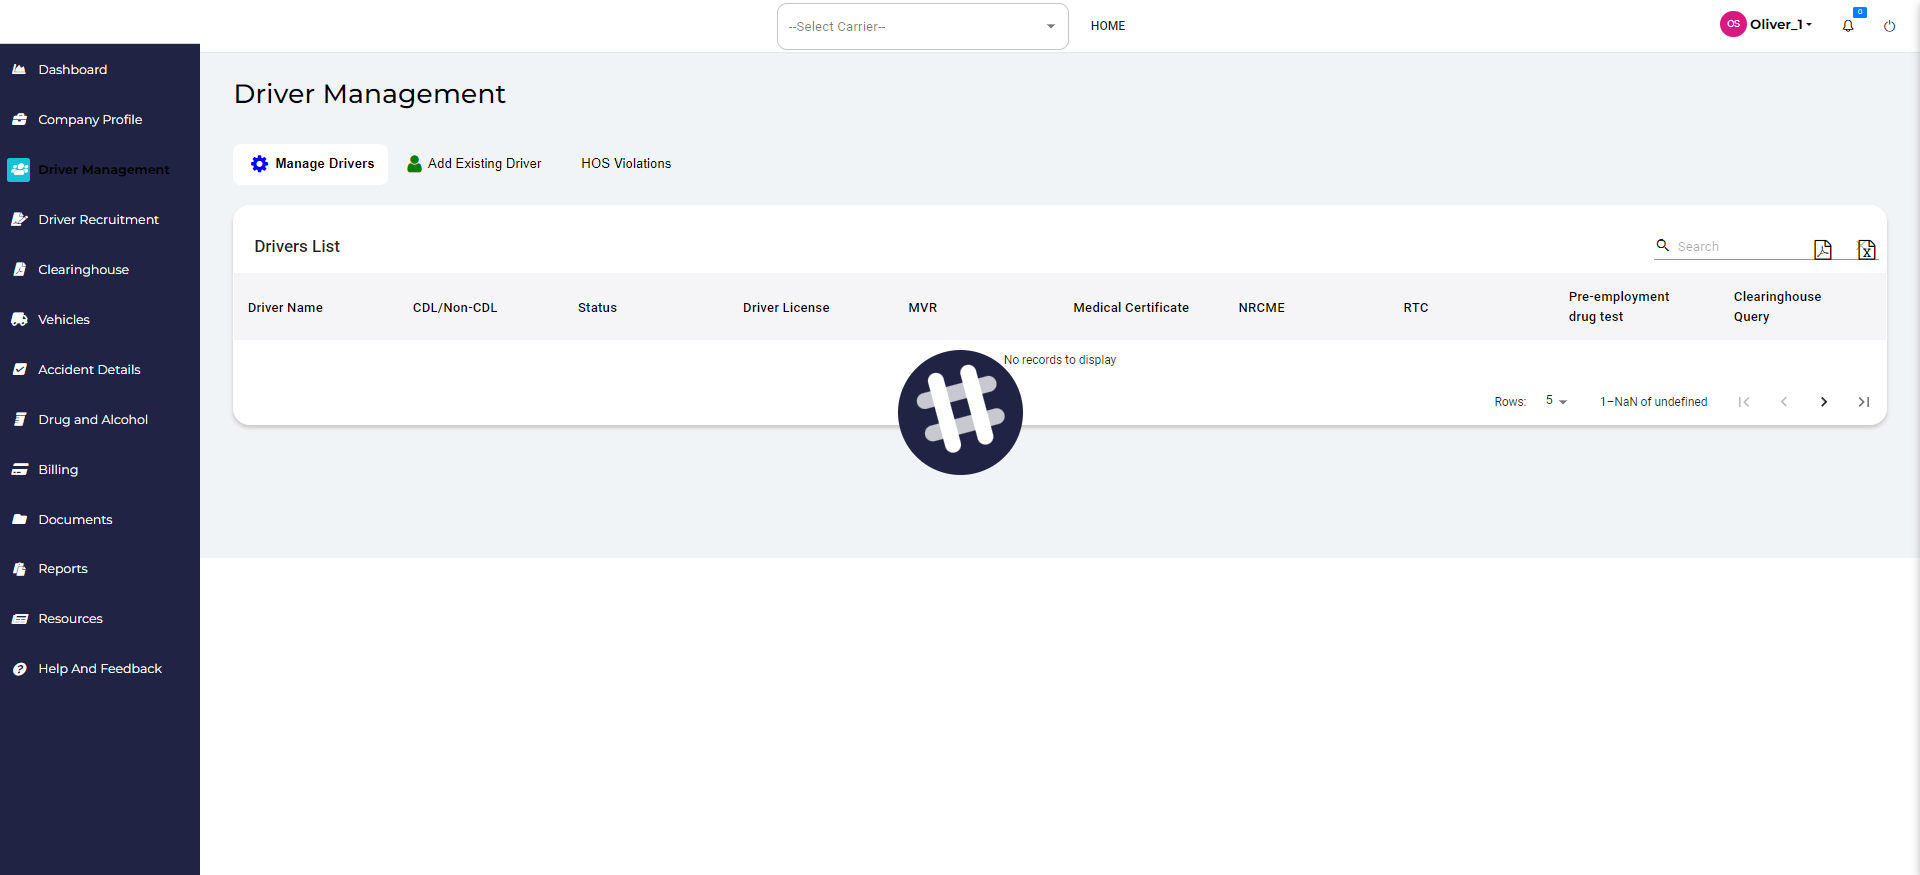 --Select Carrier--
HOME
OS
Oliver_1
0
Dashboard
Company Profile
Driver Management
Driver Recruitment
Clearinghouse
Vehicles
Accident Details
Drug and Alcohol
Billing
Documents
Reports
Resources
Help And Feedback
Driver Management
Manage Drivers
Add Existing Driver
HOS Violations
Drivers List
Search
Driver Name
CDL/Non-CDL
Status
Driver License
MVR
Medical Certificate
NRCME
RTC
Pre-employment
drug test
Clearinghouse
Query
No records to display
Rows:
5
1–NaN of undefined